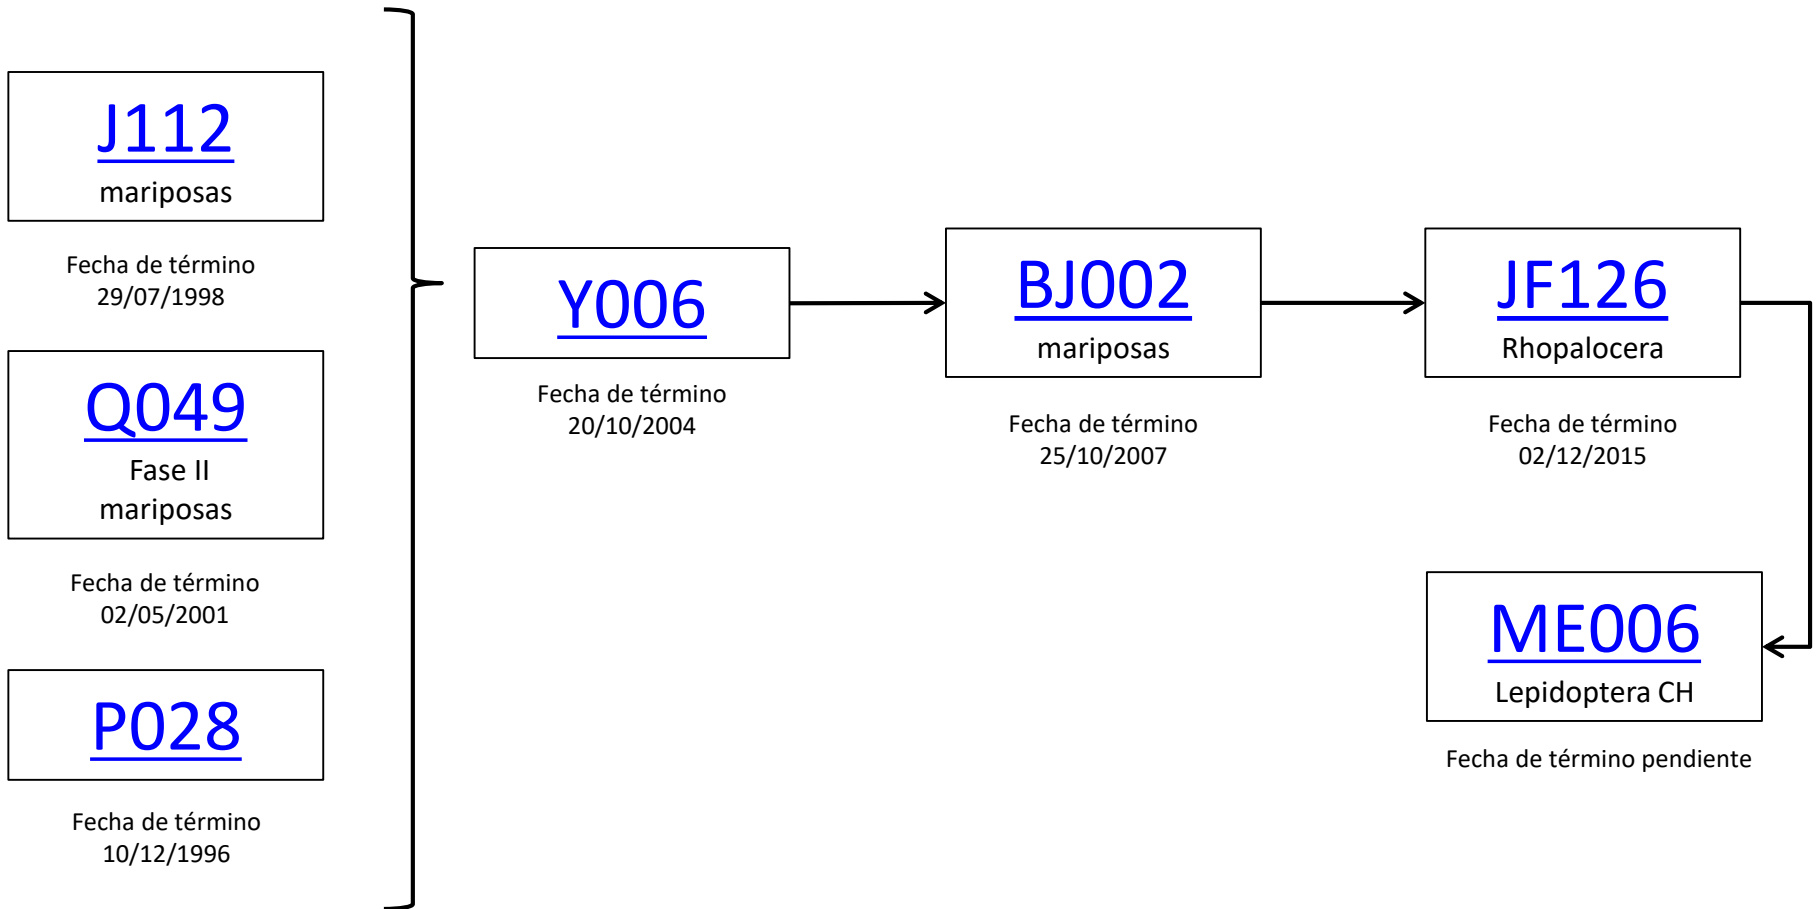 J112
mariposas
Fecha de término
29/07/1998
Q049
Fase II
mariposas
Fecha de término
02/05/2001
P028
Fecha de término
10/12/1996
Y006
Fecha de término
20/10/2004
BJ002
mariposas
Fecha de término
25/10/2007
JF126
Rhopalocera
Fecha de término
02/12/2015
ME006
Lepidoptera CH
Fecha de término pendiente